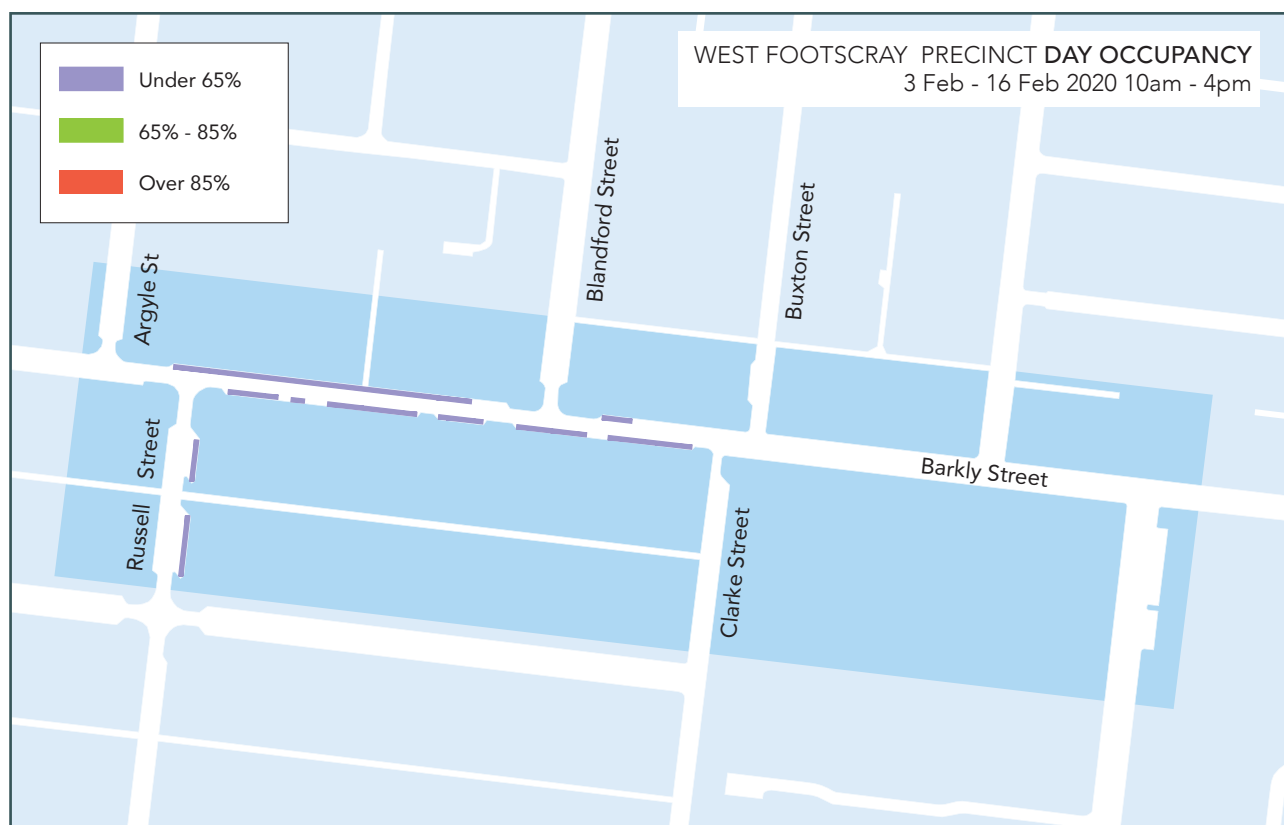 WEST FOOTSCRAY PRECINCT DAY OCCUPANCY
3 Feb - 16 Feb 2020 10am - 4pm
Under 65%
65% - 85%
Over 85%
Argyle St
Blandford Street
Buxton Street
Russell Street
Barkly Street
Clarke Street